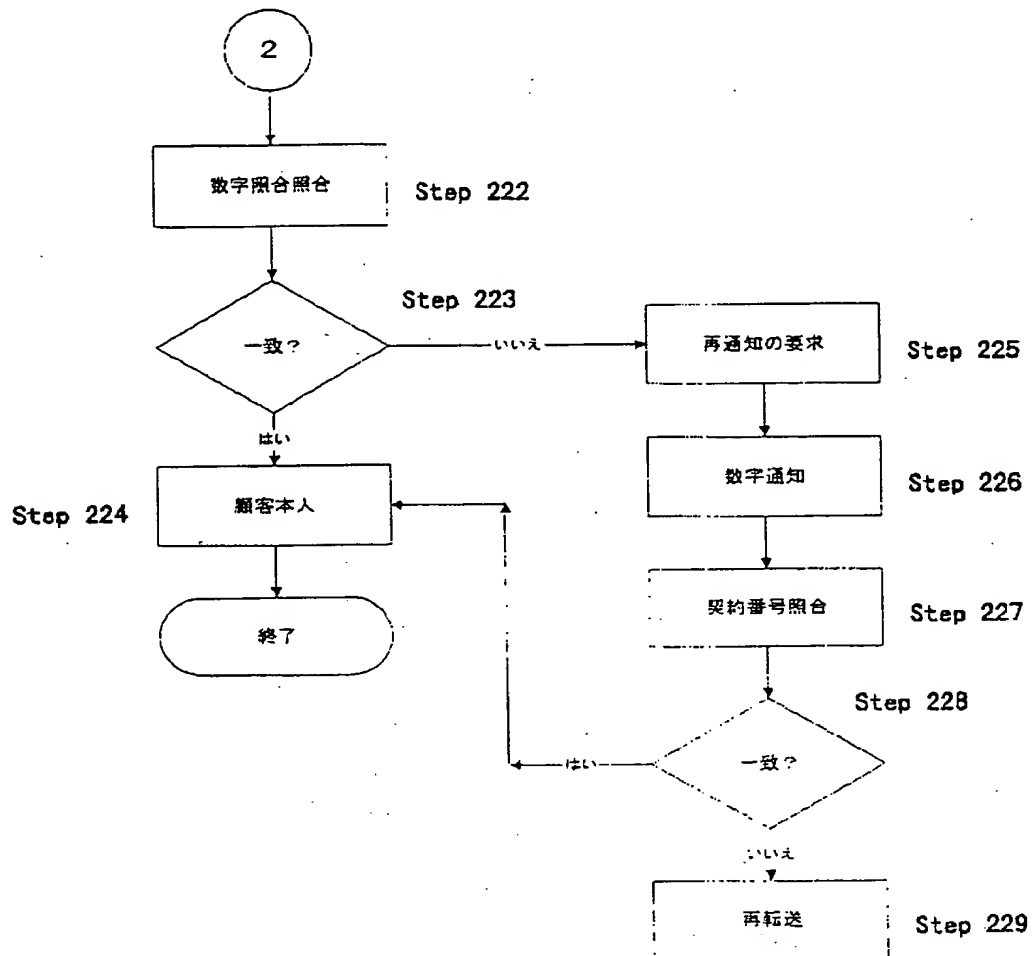 2
数字照合照合
Step 222
Step 223
一致?
いいえ
再通知の要求
Step 225
はい
数字通知
Step 226
Step 224
顧客本人
契約番号照合
Step 227
終了
Step 228
一致?
はい
いいえ
再転送
Step 229